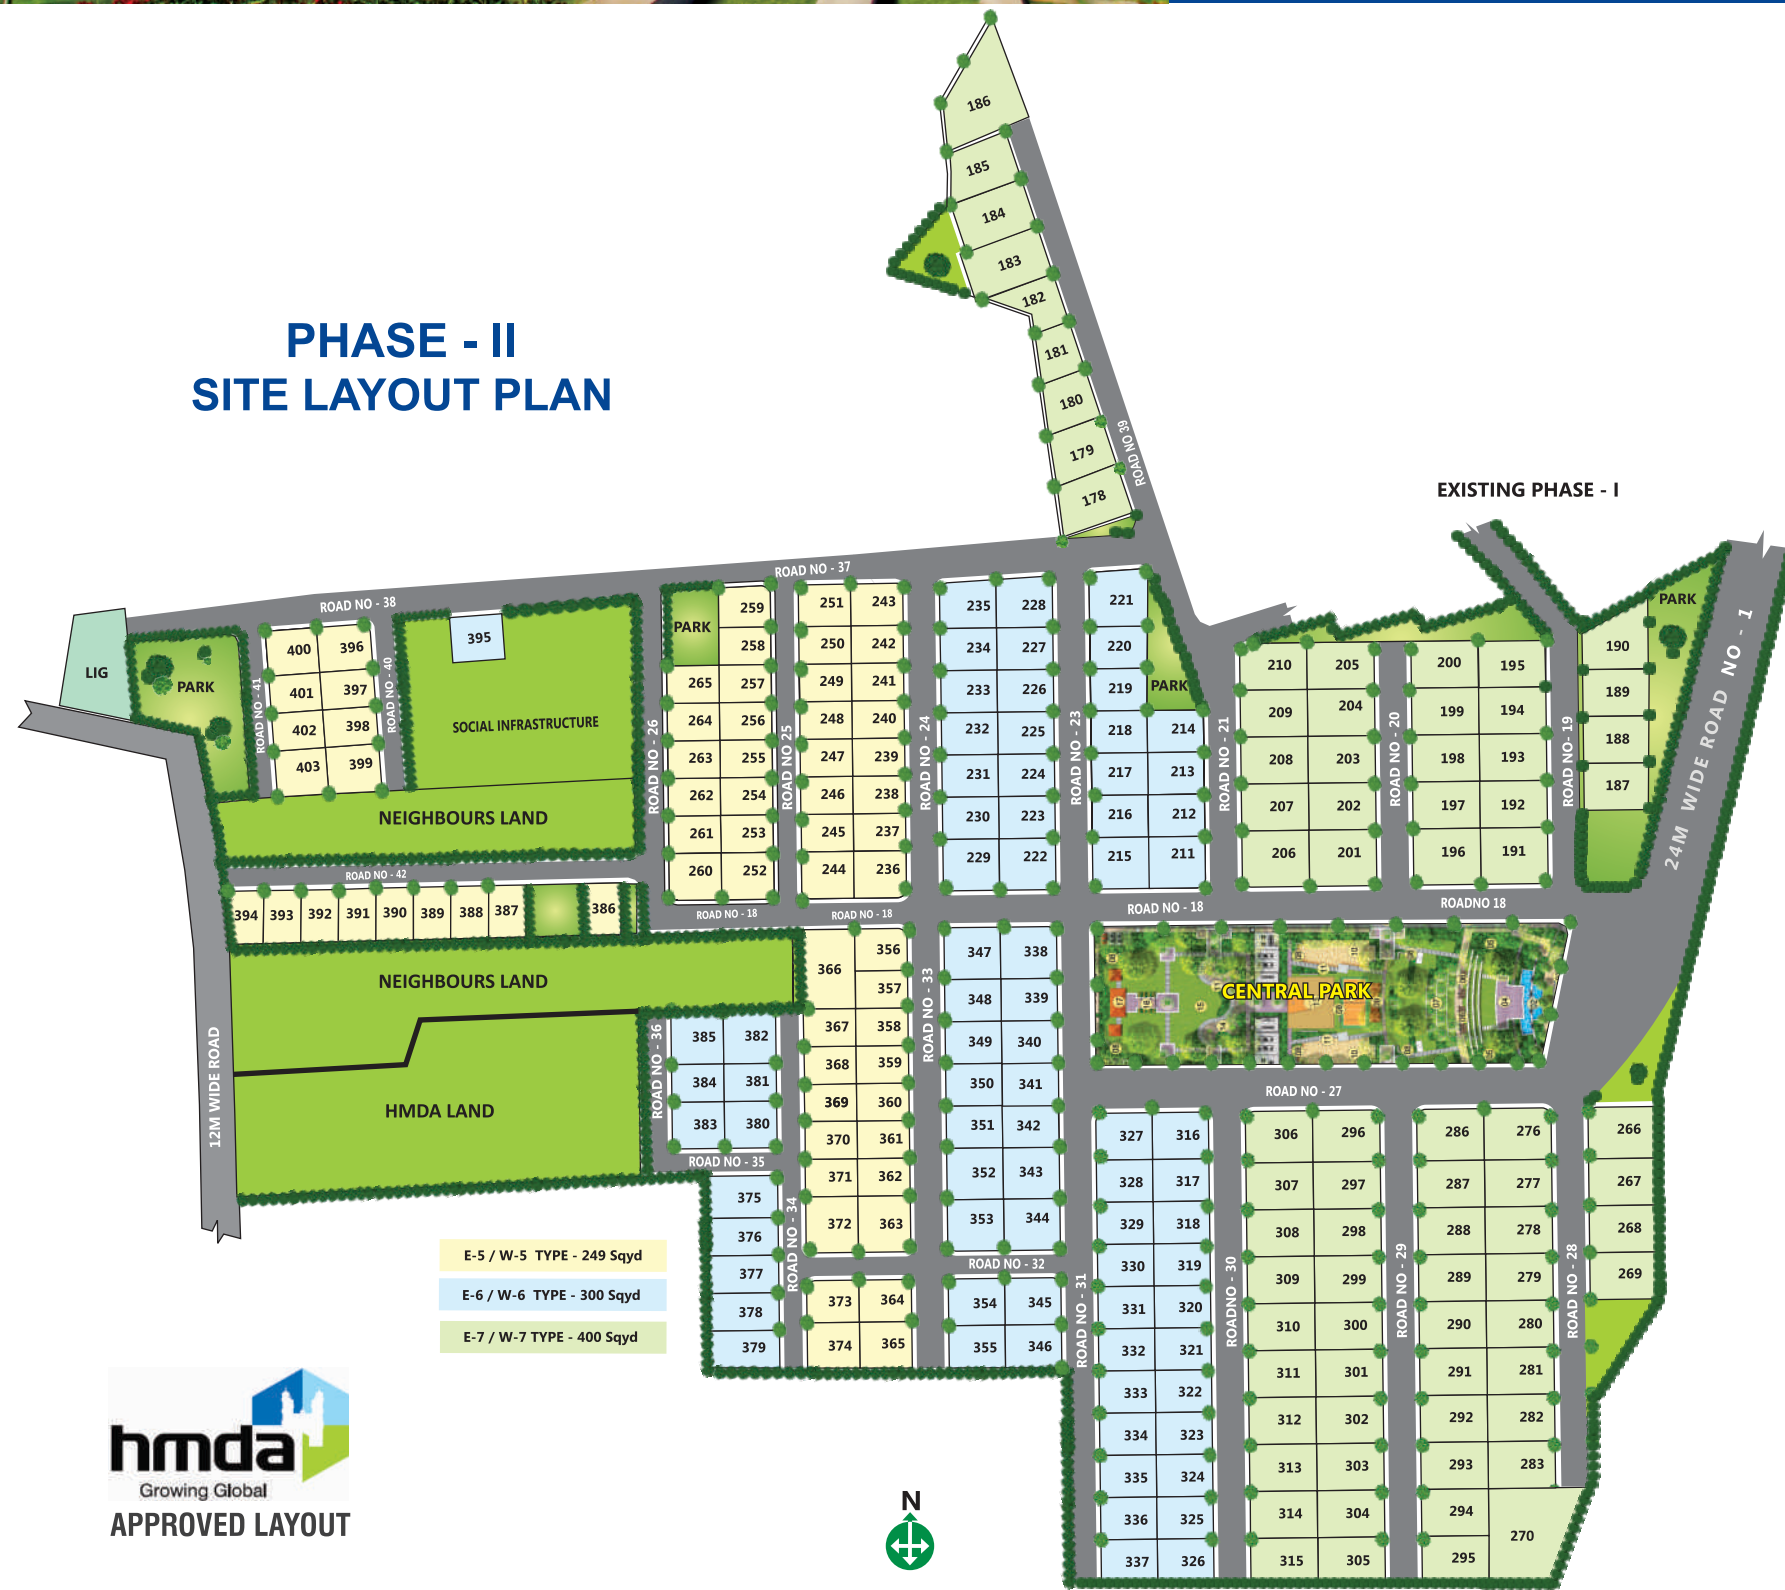 PHASE - II
SITE LAYOUT PLAN
EXISTING PHASE - I
186
185
184
183
182
181
180
179
178
ROAD NO 39
ROAD NO - 37
ROAD NO - 38
LIG
PARK
ROAD NO - 41
400 396
401 397
402 398
403 399
ROAD NO - 40
395
SOCIAL INFRASTRUCTURE
NEIGHBOURS LAND
ROAD NO - 42
394 393 392 391 390 389 388 387 386
NEIGHBOURS LAND
HMDA LAND
12M WIDE ROAD
ROAD NO - 26
PARK
259
258
265 257
264 256
263 255
262 254
261 253
260 252
ROAD NO 25
251 243
250 242
249 241
248 240
247 239
246 238
245 237
244 236
ROAD NO - 24
235 228
234 227
233 226
232 225
231 224
230 223
229 222
ROAD NO - 23
221
220
219
PARK
218 214
217 213
216 212
215 211
ROAD NO - 21
210 205
209 204
208 203
207 202
206 201
ROAD NO - 20
200 195
199 194
198 193
197 192
196 191
ROAD NO- 19
190
189
188
187
PARK
24M WIDE ROAD NO - 1
ROAD NO - 18
ROAD NO - 18
ROAD NO - 18
ROADNO 18
CENTRAL PARK
ROAD NO - 27
ROAD NO - 36
385 382
384 381
383 380
ROAD NO - 35
375
376
377
378
379
ROAD NO - 34
366
356
357
367 358
368 359
369 360
370 361
371 362
372 363
373 364
374 365
ROAD NO - 33
347 338
348 339
349 340
350 341
351 342
352 343
353 344
ROAD NO - 32
354 345
355 346
ROAD NO - 31
327 316
328 317
329 318
330 319
331 320
332 321
333 322
334 323
335 324
336 325
337 326
ROADNO - 30
306 296
307 297
308 298
309 299
310 300
311 301
312 302
313 303
314 304
315 305
ROAD NO - 29
286 276
287 277
288 278
289 279
290 280
291 281
292 282
293 283
294
295
270
ROAD NO - 28
266
267
268
269
E-5 / W-5 TYPE - 249 Sqyd
E-6 / W-6 TYPE - 300 Sqyd
E-7 / W-7 TYPE - 400 Sqyd
hmda
Growing Global
APPROVED LAYOUT
N